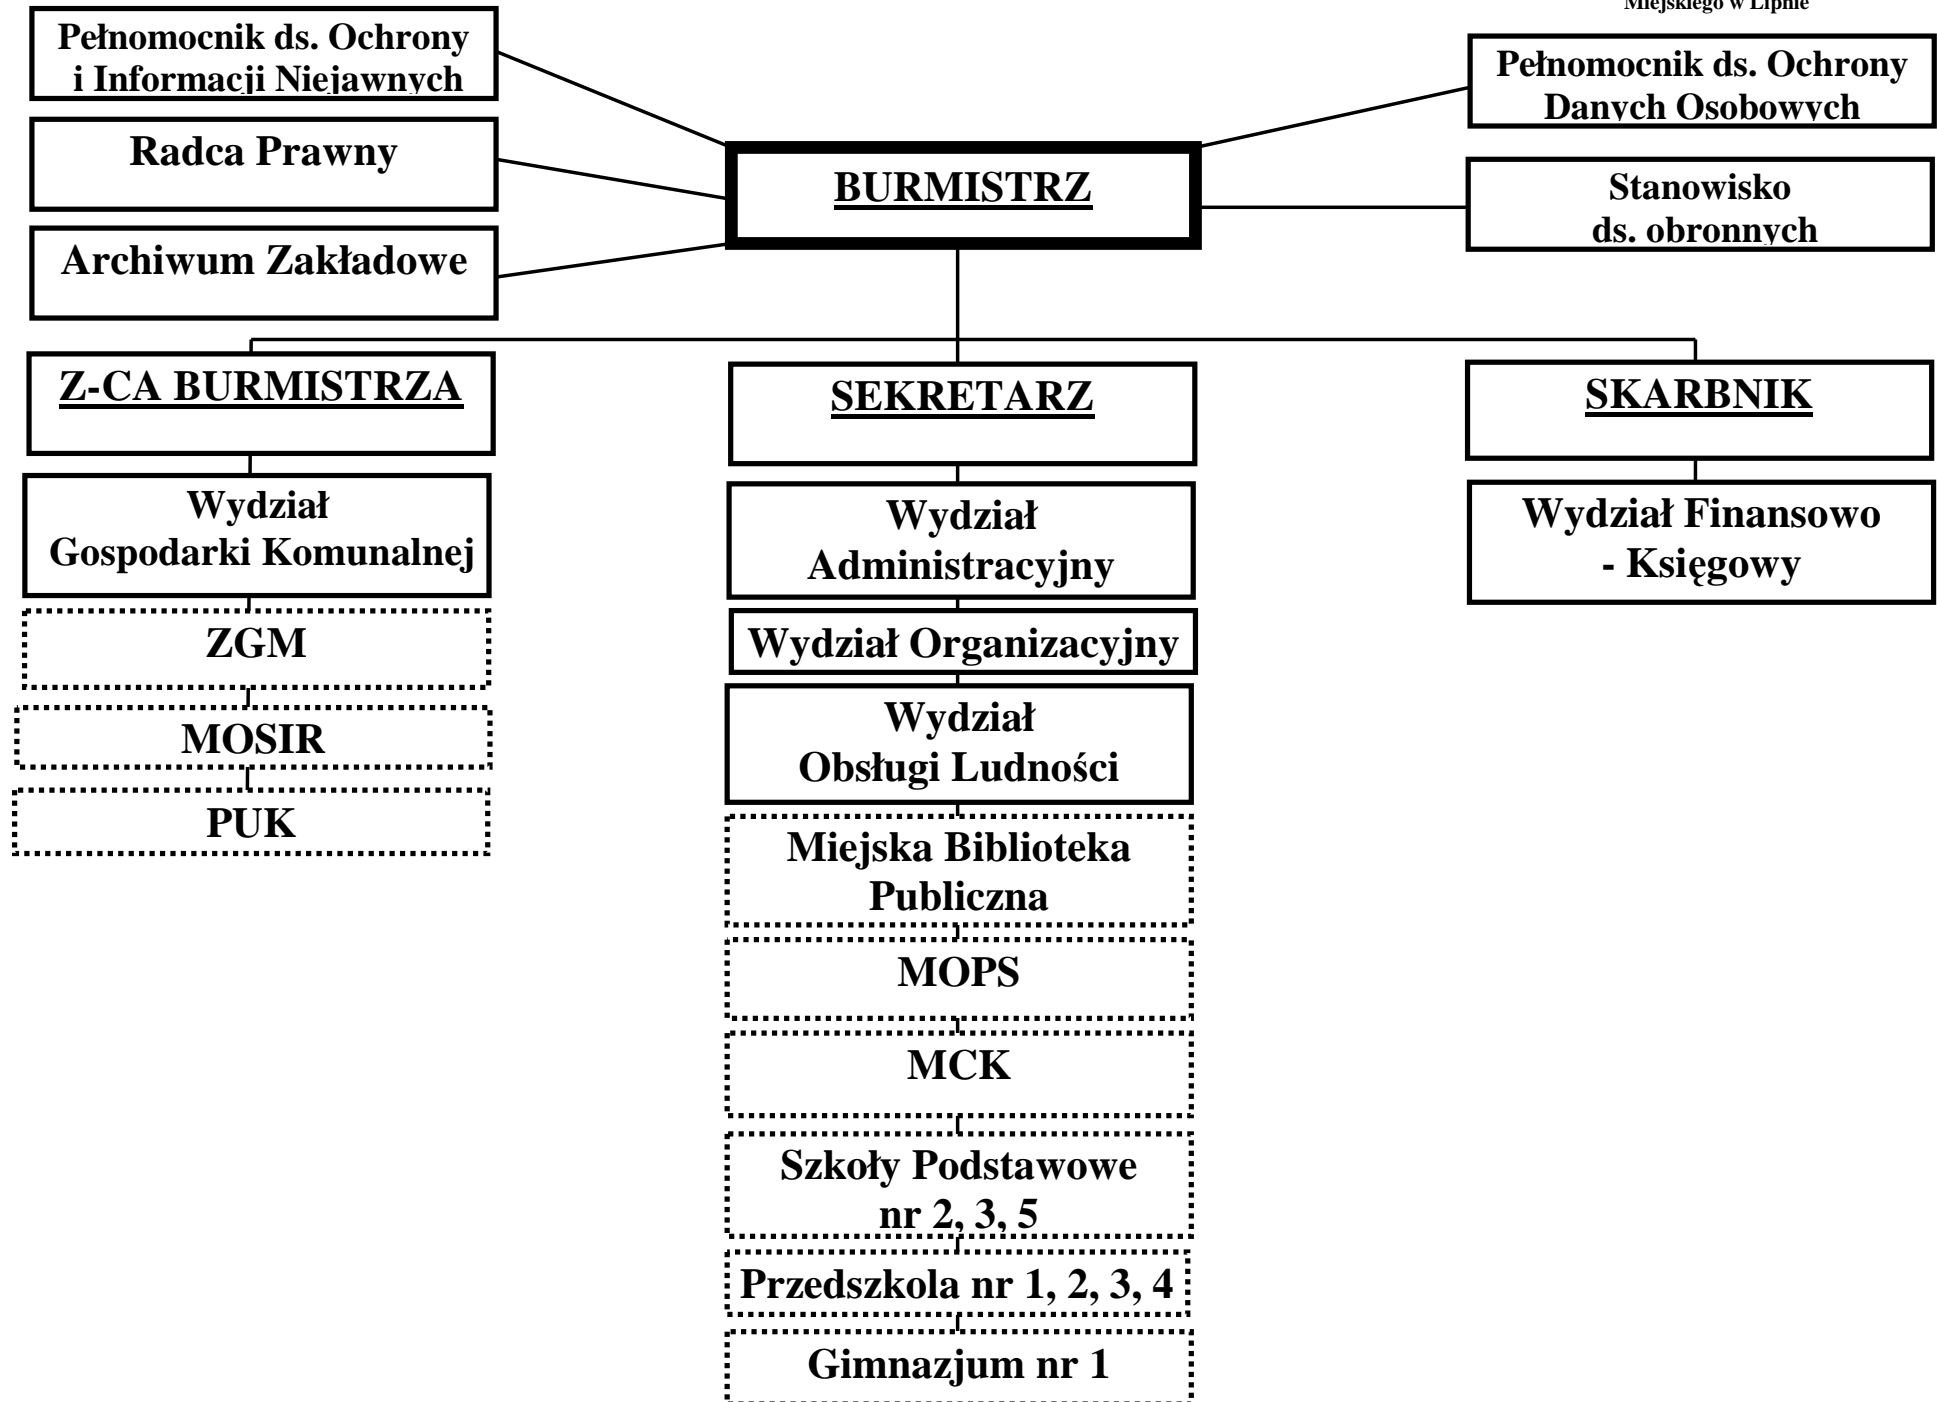 Miejskiego w Lipnie
Pełnomocnik ds. Ochrony
i Informacji Niejawnych
Pełnomocnik ds. Ochrony
Danych Osobowych
Radca Prawny
BURMISTRZ
Stanowisko
ds. obronnych
Archiwum Zakładowe
Z-CA BURMISTRZA
SEKRETARZ
SKARBNIK
Wydział
Gospodarki Komunalnej
ZGM
MOSIR
PUK
Wydział
Administracyjny
Wydział Organizacyjny
Wydział
Obsługi Ludności
Miejska Biblioteka
Publiczna
MOPS
MCK
Szkoły Podstawowe
nr 2, 3, 5
Przedszkola nr 1, 2, 3, 4
Gimnazjum nr 1
Wydział Finansowo
- Księgowy